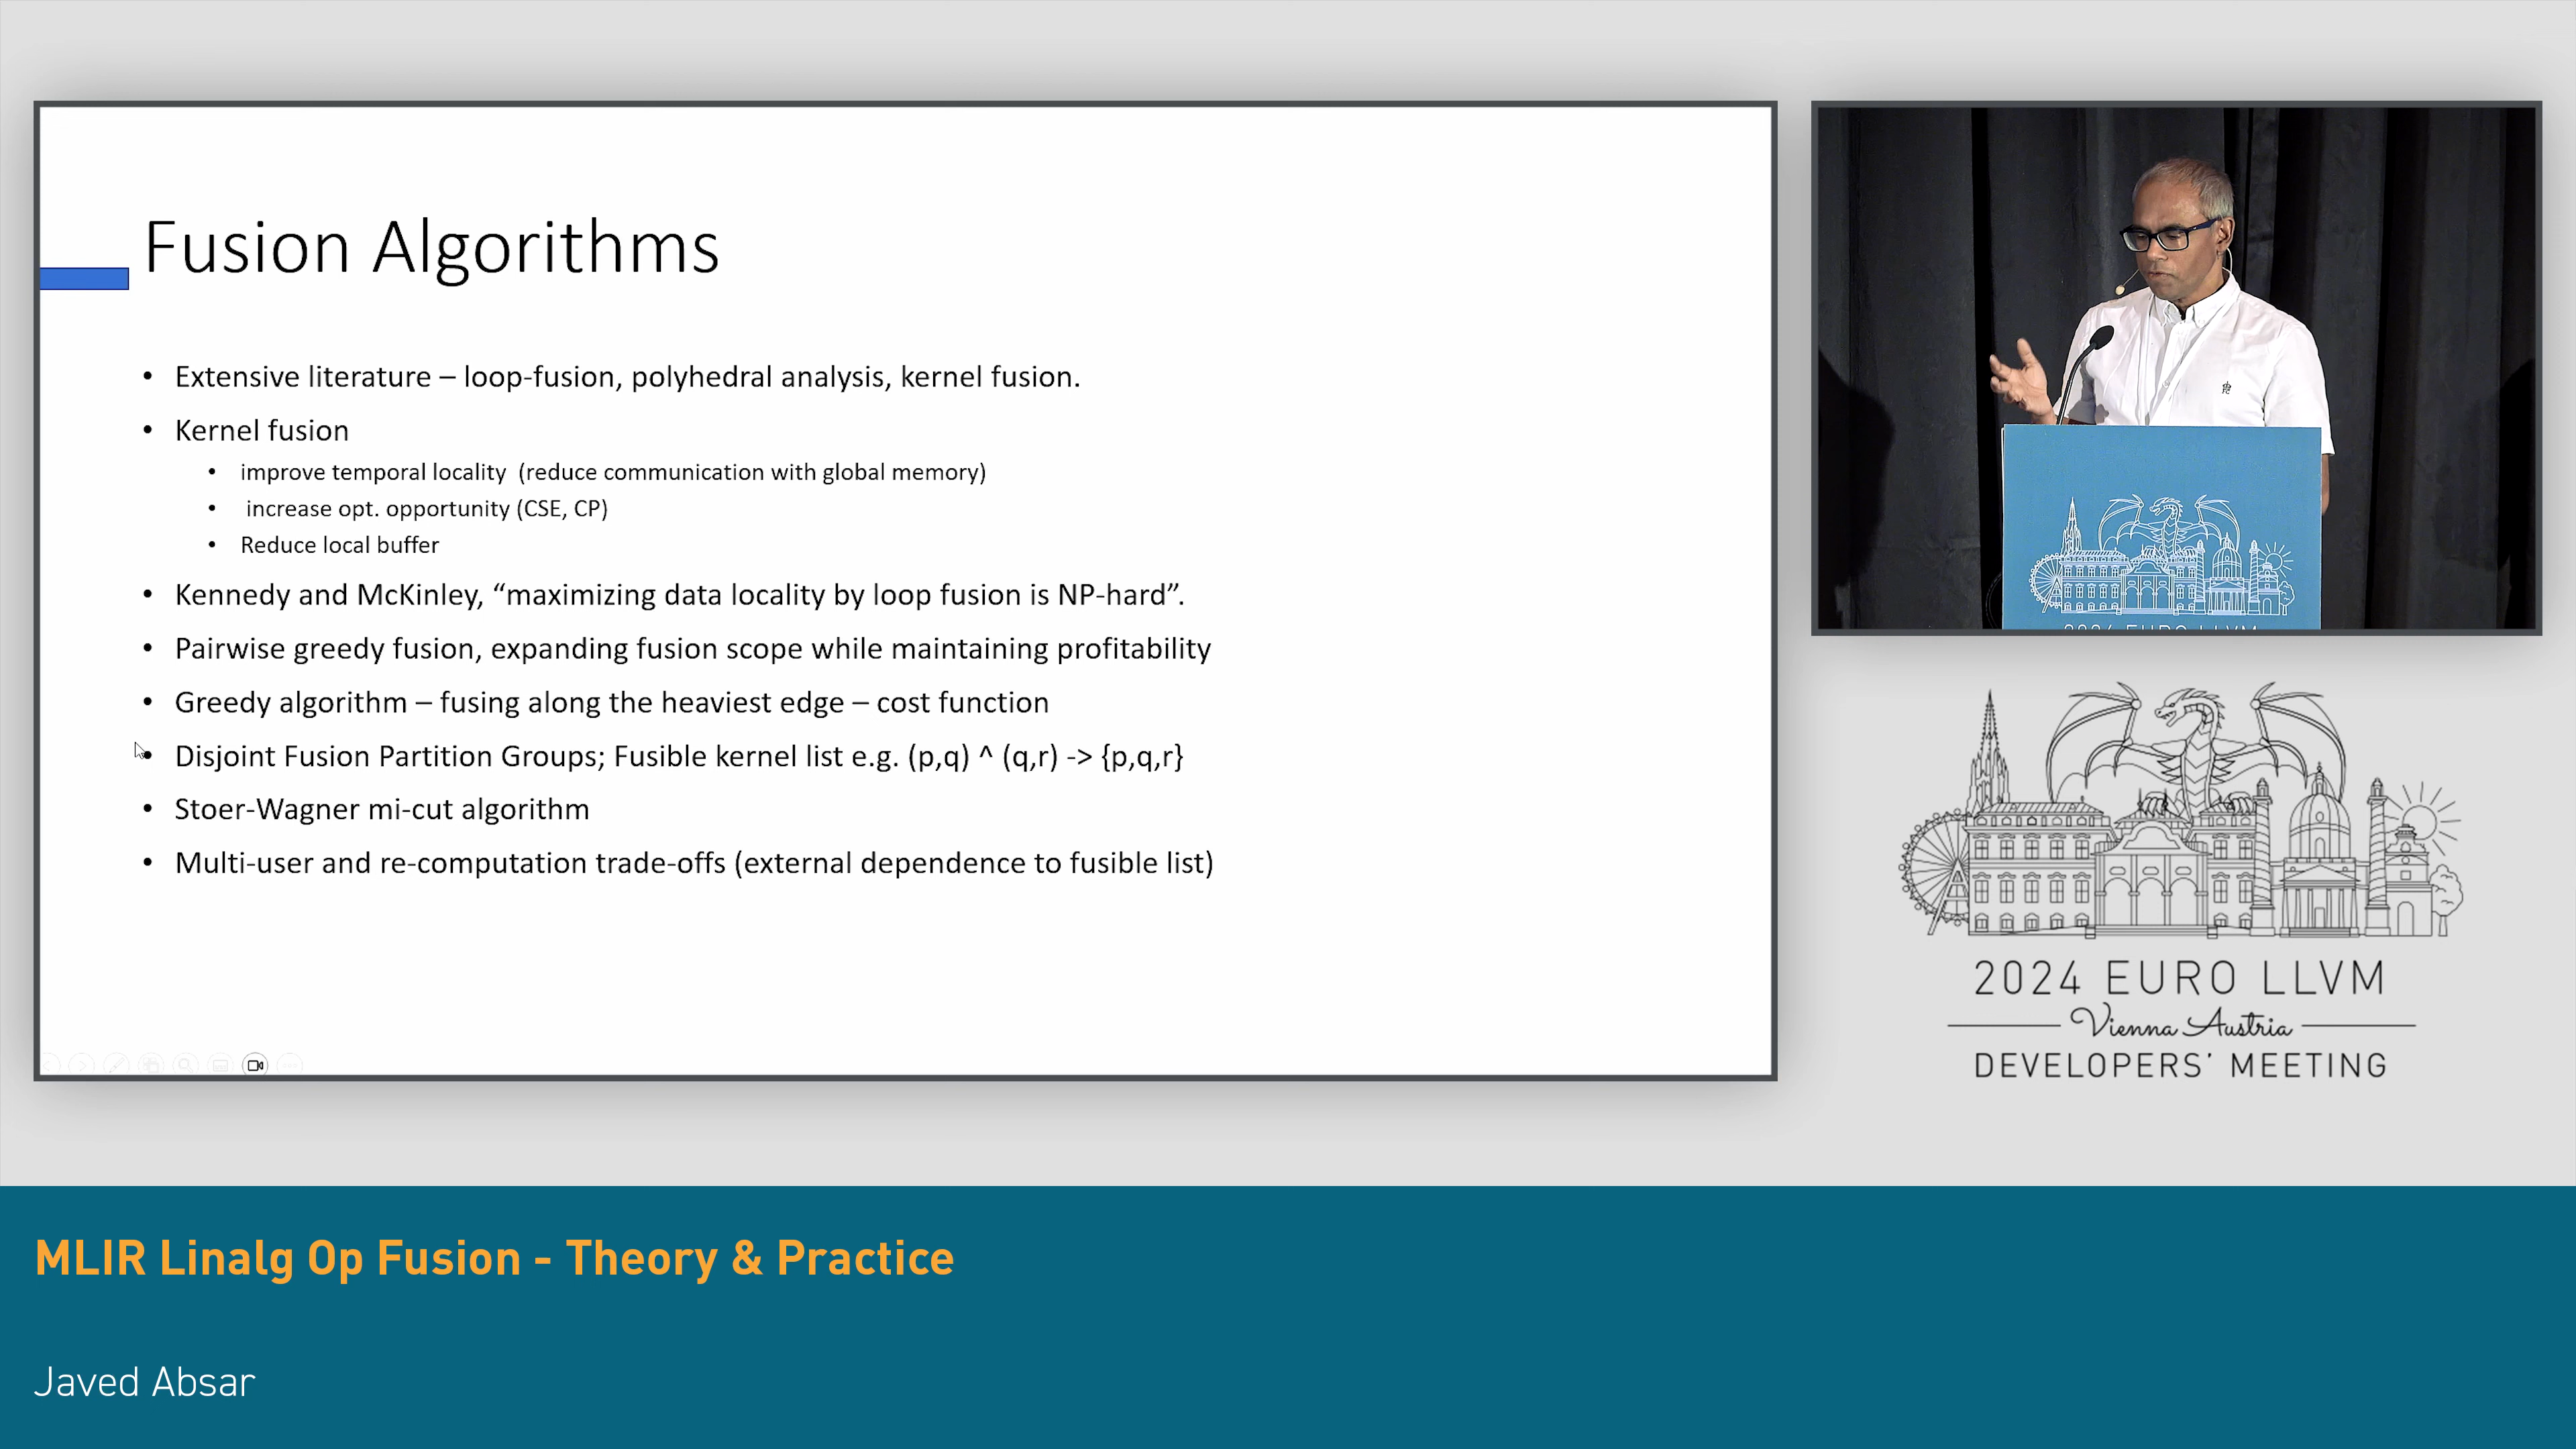 Fusion Algorithms
• Extensive literature – loop-fusion, polyhedral analysis, kernel fusion.
• Kernel fusion
• improve temporal locality (reduce communication with global memory)
• increase opt. opportunity (CSE, CP)
• Reduce local buffer
• Kennedy and McKinley, “maximizing data locality by loop fusion is NP-hard”.
• Pairwise greedy fusion, expanding fusion scope while maintaining profitability
• Greedy algorithm – fusing along the heaviest edge – cost function
• Disjoint Fusion Partition Groups; Fusible kernel list e.g. (p,q) ^ (q,r) -> {p,q,r}
• Stoer-Wagner mi-cut algorithm
• Multi-user and re-computation trade-offs (external dependence to fusible list)
2024 EURO LLVM
2024 EURO LLVM
Vienna Austria
DEVELOPERS’ MEETING
MLIR Linalg Op Fusion - Theory & Practice
Javed Absar